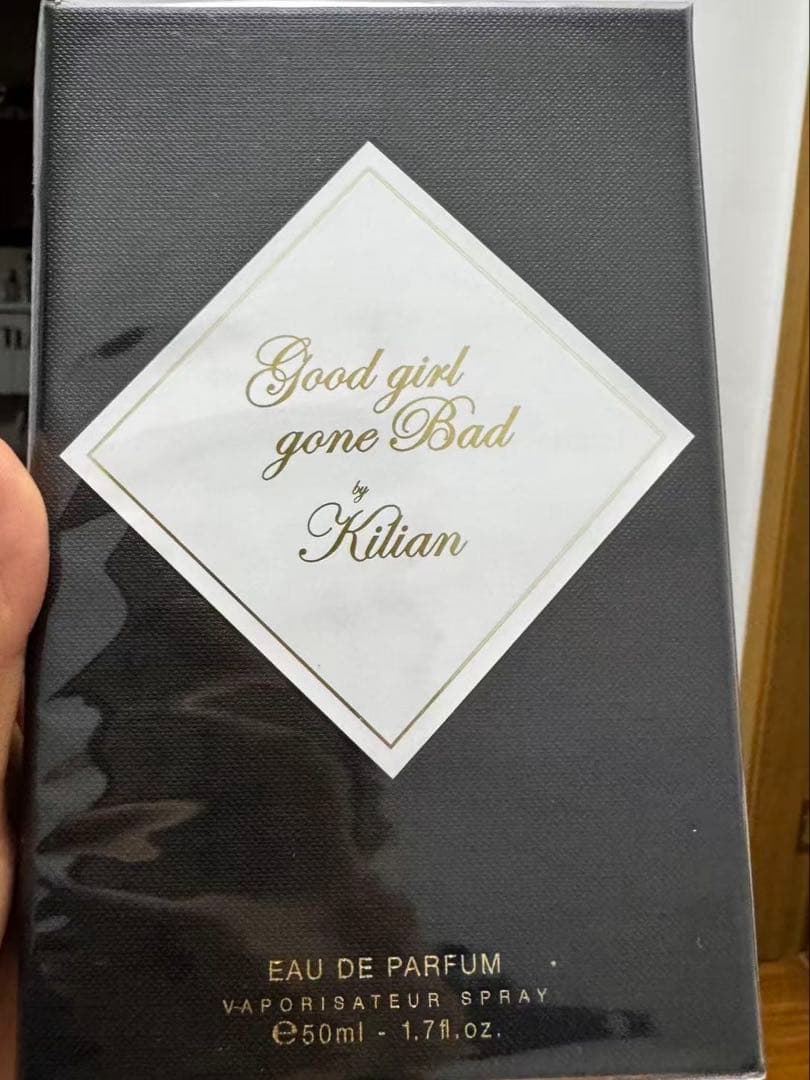 Good girl
gone Bad
by
Kilian
EAU DE PARFUM
VAPORISATEUR SPRAY
℮50ml - 1.7fl.oz.